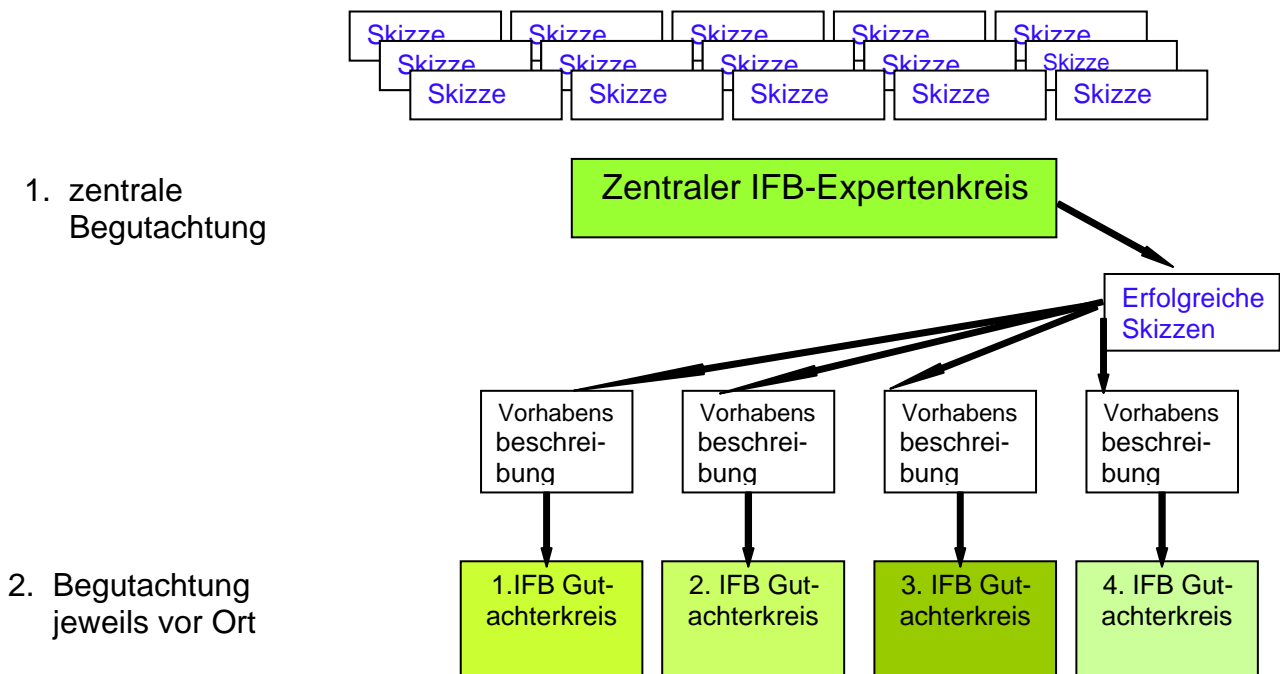 Skizze Skizze Skizze Skizze Skizze
Skizze Skizze Skizze Skizze Skizze
Skizze Skizze Skizze Skizze Skizze
1. zentrale
Begutachtung
Zentraler IFB-Expertenkreis
Erfolgreiche
Skizzen
Vorhabens
beschrei-
bung
Vorhabens
beschrei-
bung
Vorhabens
beschrei-
bung
Vorhabens
beschrei-
bung
2. Begutachtung
jeweils vor Ort
1.IFB Gut-
achterkreis
2. IFB Gut-
achterkreis
3. IFB Gut-
achterkreis
4. IFB Gut-
achterkreis